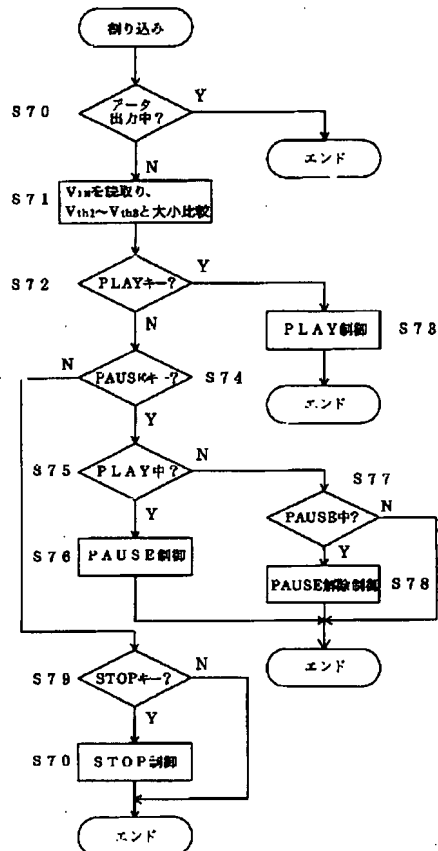 割り込み
S70
データ
出力中?
Y
エンド
N
S71
VINを読取り、
Vth1~Vth8と大小比較
S72
PLAYキー?
Y
N
PLAY制御
S73
エンド
N
PAUSEキー?
S74
Y
S75
PLAY中?
N
S77
Y
PAUSE中?
N
S76
PAUSE制御
Y
PAUSE解除制御
S78
エンド
S79
STOPキー?
N
Y
S70
STOP制御
エンド